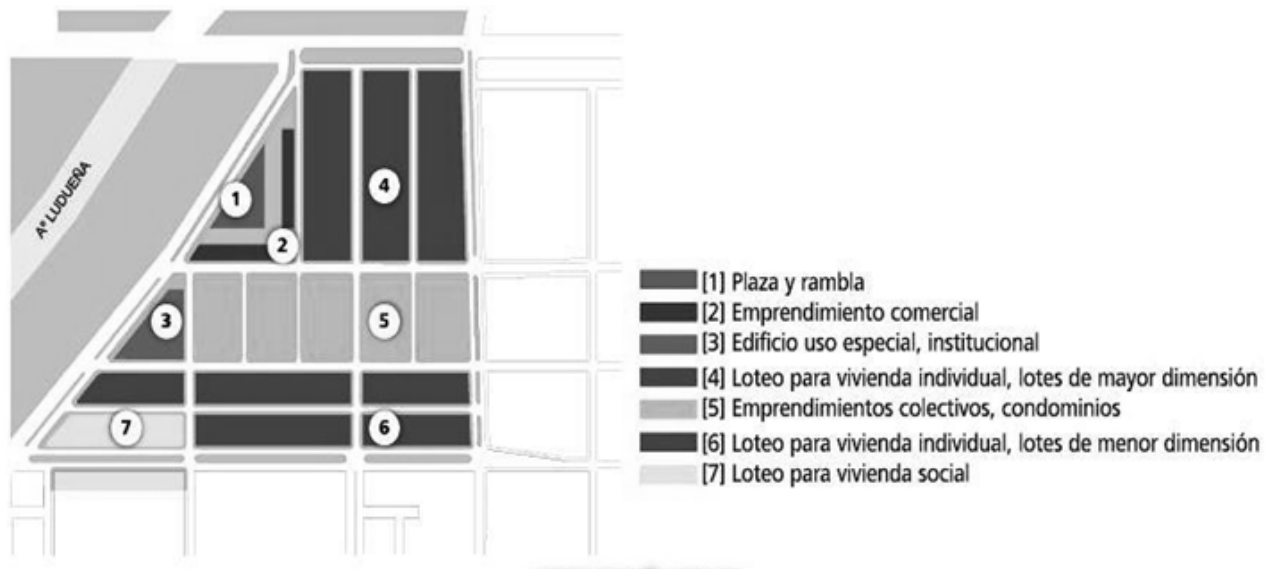 Aº LUDUEÑA
1
2
3
4
5
6
7
[1] Plaza y rambla
[2] Emprendimiento comercial
[3] Edificio uso especial, institucional
[4] Loteo para vivienda individual, lotes de mayor dimensión
[5] Emprendimientos colectivos, condominios
[6] Loteo para vivienda individual, lotes de menor dimensión
[7] Loteo para vivienda social